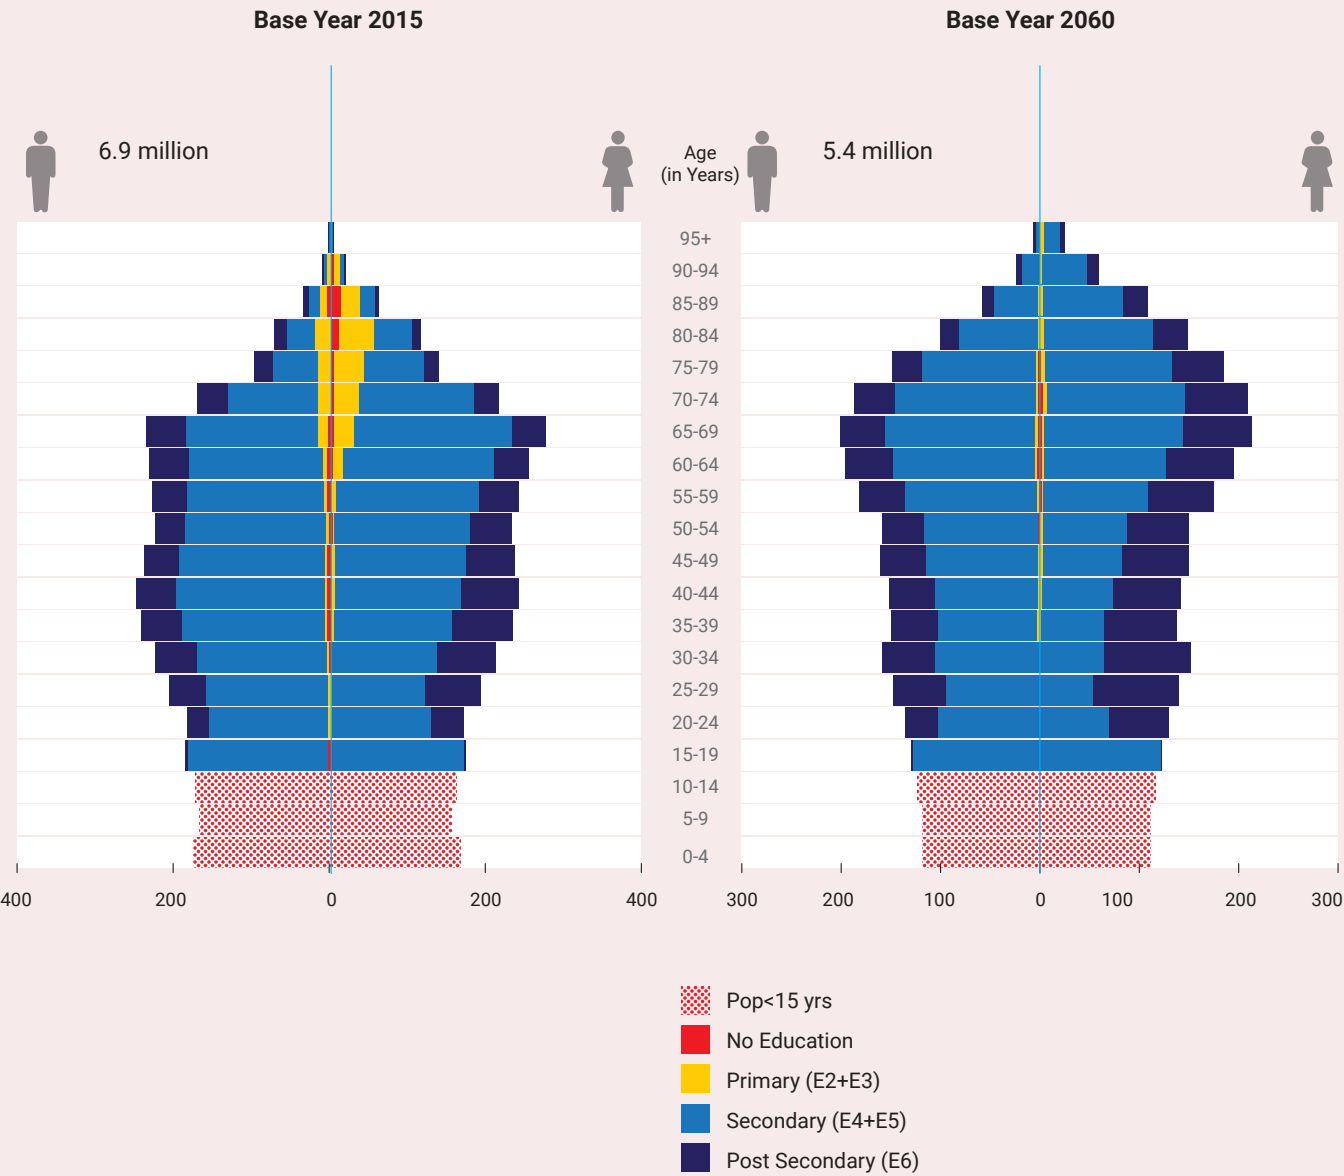 Base Year 2015
Base Year 2060
6.9 million
Age
(in Years)
5.4 million
95+
90-94
85-89
80-84
75-79
70-74
65-69
60-64
55-59
50-54
45-49
40-44
35-39
30-34
25-29
20-24
15-19
10-14
5-9
0-4
400 200 0 200 400
300 200 100 0 100 200 300
Pop<15 yrs
No Education
Primary (E2+E3)
Secondary (E4+E5)
Post Secondary (E6)